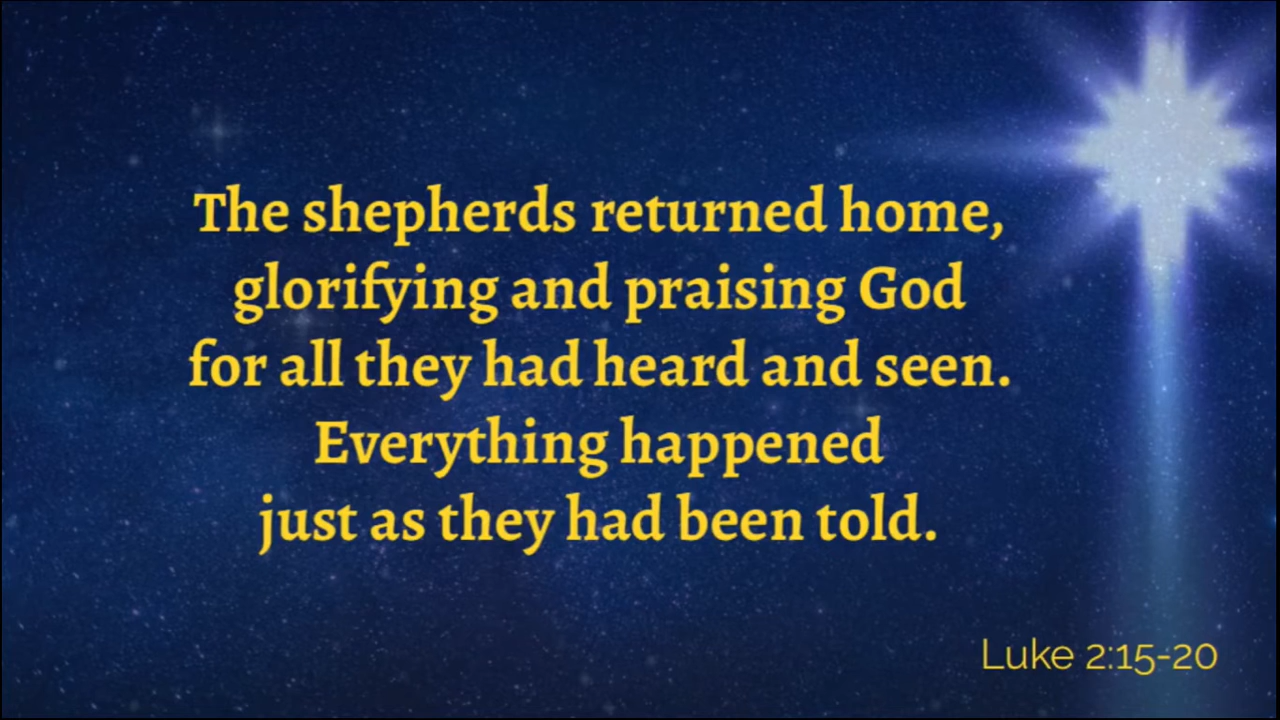 The shepherds returned home,
glorifying and praising God
for all they had heard and seen.
Everything happened
just as they had been told.
Luke 2:15-20